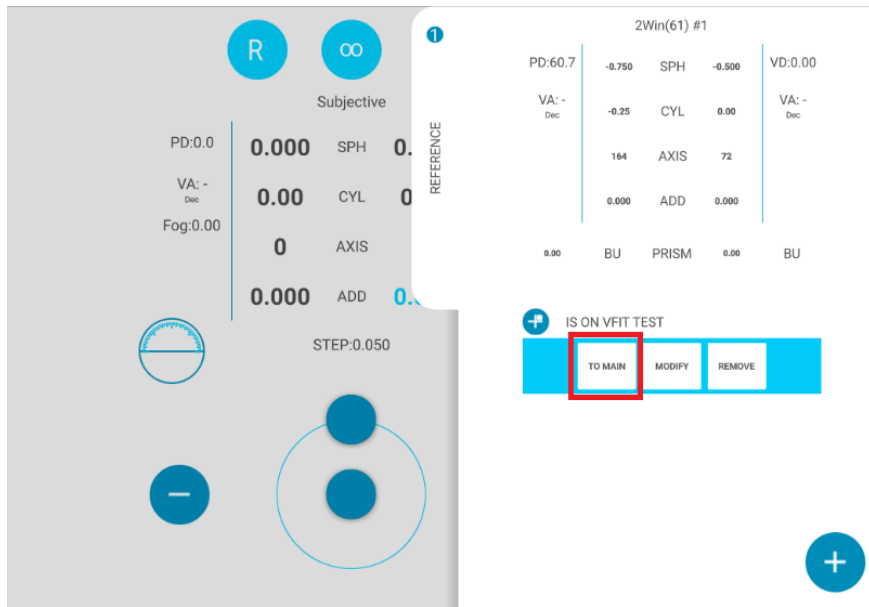 R ∞
Subjective
PD:0.0 0.000 SPH 0.
VA: -
Dec
0.00 CYL 0
Fog:0.00
0 AXIS
0.000 ADD 0.
STEP:0.050
−
1
REFERENCE
2Win(61) #1
PD:60.7 -0.750 SPH -0.500 VD:0.00
VA: - -0.25 CYL 0.00 VA: -
Dec Dec
164 AXIS 72
0.000 ADD 0.000
0.00 BU PRISM 0.00 BU
IS ON VFIT TEST
TO MAIN MODIFY REMOVE
+